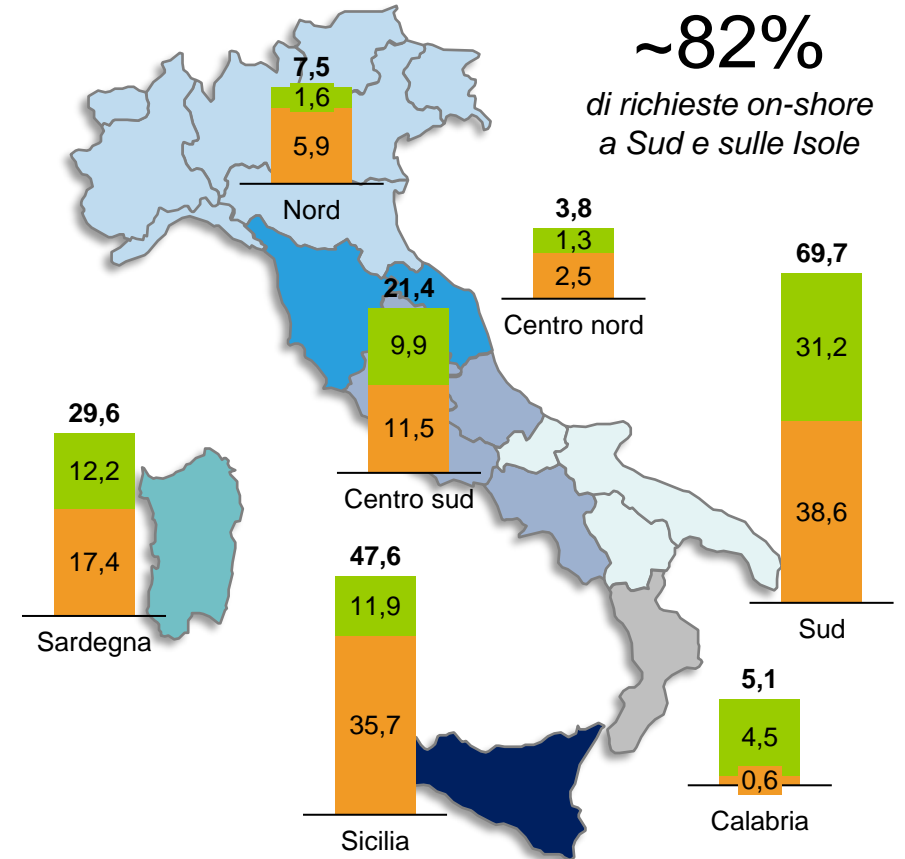 ~82%
di richieste on-shore
a Sud e sulle Isole
7,5
1,6
5,9
Nord
3,8
1,3
2,5
Centro nord
21,4
9,9
11,5
Centro sud
69,7
31,2
38,6
Sud
29,6
12,2
17,4
Sardegna
47,6
11,9
35,7
Sicilia
5,1
4,5
0,6
Calabria